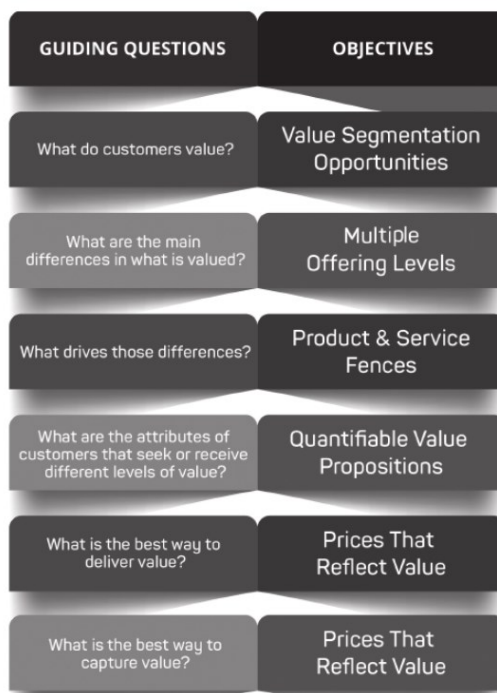 GUIDING QUESTIONS
OBJECTIVES
What do customers value?
Value Segmentation
Opportunities
What are the main
differences in what is valued?
Multiple
Offering Levels
What drives those differences?
Product & Service
Fences
What are the attributes of
customers that seek or receive
different levels of value?
Quantifiable Value
Propositions
What is the best way to
deliver value?
Prices That
Reflect Value
What is the best way to
capture value?
Prices That
Reflect Value